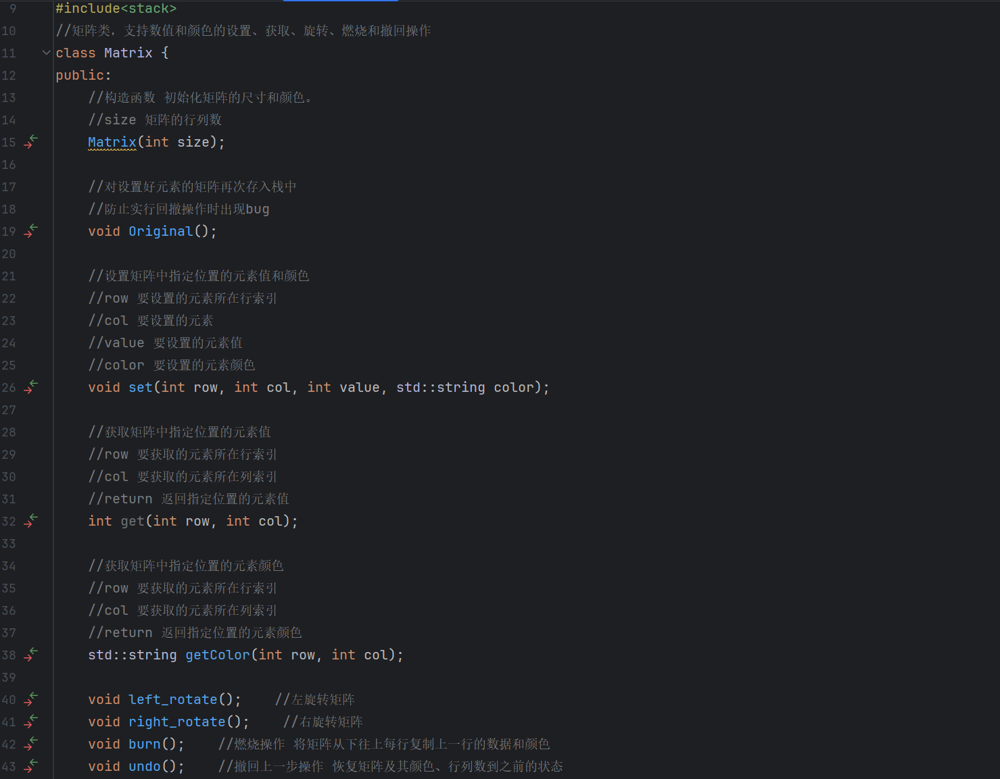 9 #include<stack>
10 //矩阵类，支持数值和颜色的设置、获取、旋转、燃烧和撤回操作
11 class Matrix {
12 public:
13 //构造函数 初始化矩阵的尺寸和颜色。
14 //size 矩阵的行列数
15 Matrix(int size);
16
17 //对设置好元素的矩阵再次存入栈中
18 //防止实行回撤操作时出现bug
19 void Original();
20
21 //设置矩阵中指定位置的元素值和颜色
22 //row 要设置的元素所在行索引
23 //col 要设置的元素
24 //value 要设置的元素值
25 //color 要设置的元素颜色
26 void set(int row, int col, int value, std::string color);
27
28 //获取矩阵中指定位置的元素值
29 //row 要获取的元素所在行索引
30 //col 要获取的元素所在列索引
31 //return 返回指定位置的元素值
32 int get(int row, int col);
33
34 //获取矩阵中指定位置的元素颜色
35 //row 要获取的元素所在行索引
36 //col 要获取的元素所在列索引
37 //return 返回指定位置的元素颜色
38 std::string getColor(int row, int col);
39
40 void left_rotate(); //左旋转矩阵
41 void right_rotate(); //右旋转矩阵
42 void burn(); //燃烧操作 将矩阵从下往上每行复制上一行的数据和颜色
43 void undo(); //撤回上一步操作 恢复矩阵及其颜色、行列数到之前的状态